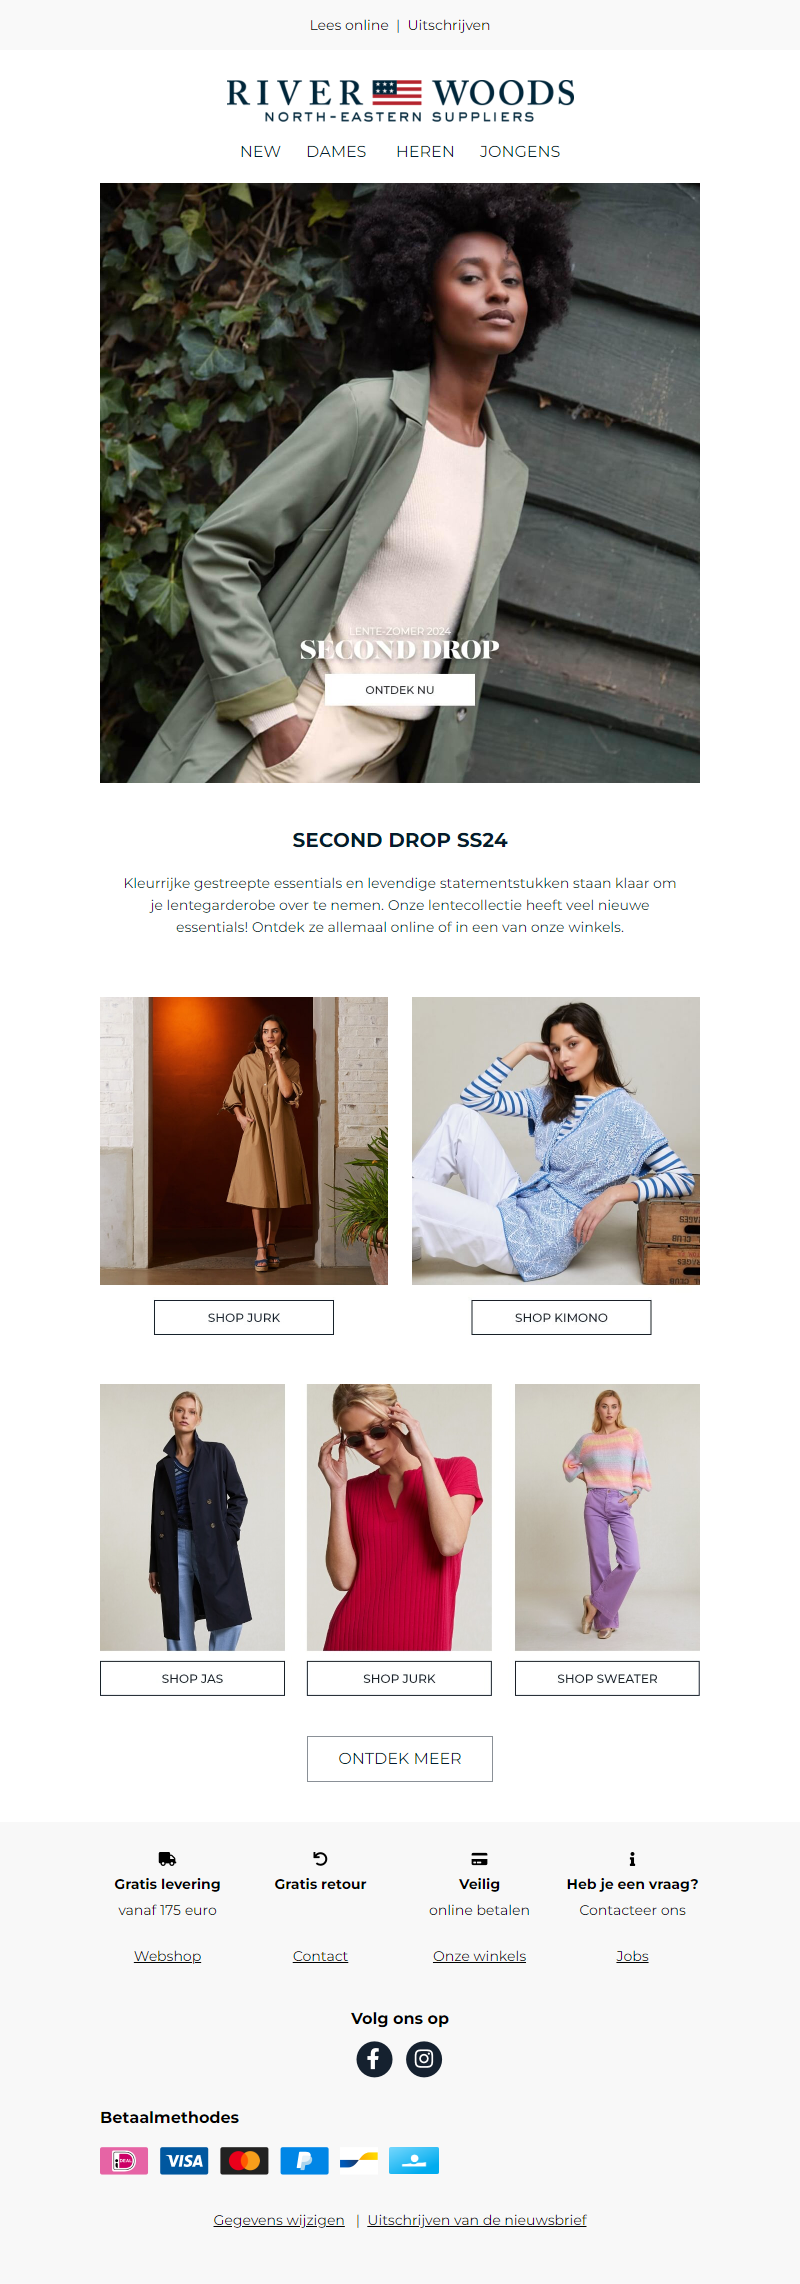 Lees online | Uitschrijven
RIVER WOODS
NORTH-EASTERN SUPPLIERS
NEW DAMES HEREN JONGENS
LENTE-ZOMER 2024
SECOND DROP
ONTDEK NU
SECOND DROP SS24
Kleurrijke gestreepte essentials en levendige statementstukken staan klaar om
je lentegarderobe over te nemen. Onze lentecollectie heeft veel nieuwe
essentials! Ontdek ze allemaal online of in een van onze winkels.
SHOP JURK SHOP KIMONO
SHOP JAS SHOP JURK SHOP SWEATER
ONTDEK MEER
Gratis levering Gratis retour Veilig Heb je een vraag?
vanaf 175 euro online betalen Contacteer ons
Webshop Contact Onze winkels Jobs
Volg ons op
Betaalmethodes
iDEAL VISA
Gegevens wijzigen | Uitschrijven van de nieuwsbrief